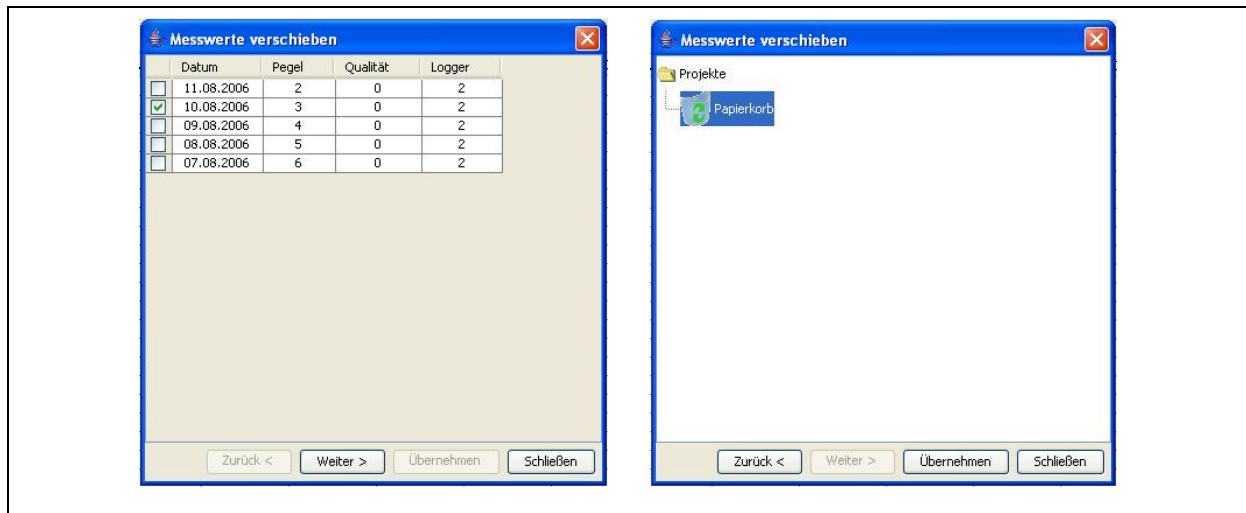 Messwerte verschieben
Datum Pegel Qualität Logger
11.08.2006 2 0 2
10.08.2006 3 0 2
09.08.2006 4 0 2
08.08.2006 5 0 2
07.08.2006 6 0 2
Zurück < Weiter > Übernehmen Schließen
Messwerte verschieben
Projekte
Papierkorb
Zurück < Weiter > Übernehmen Schließen